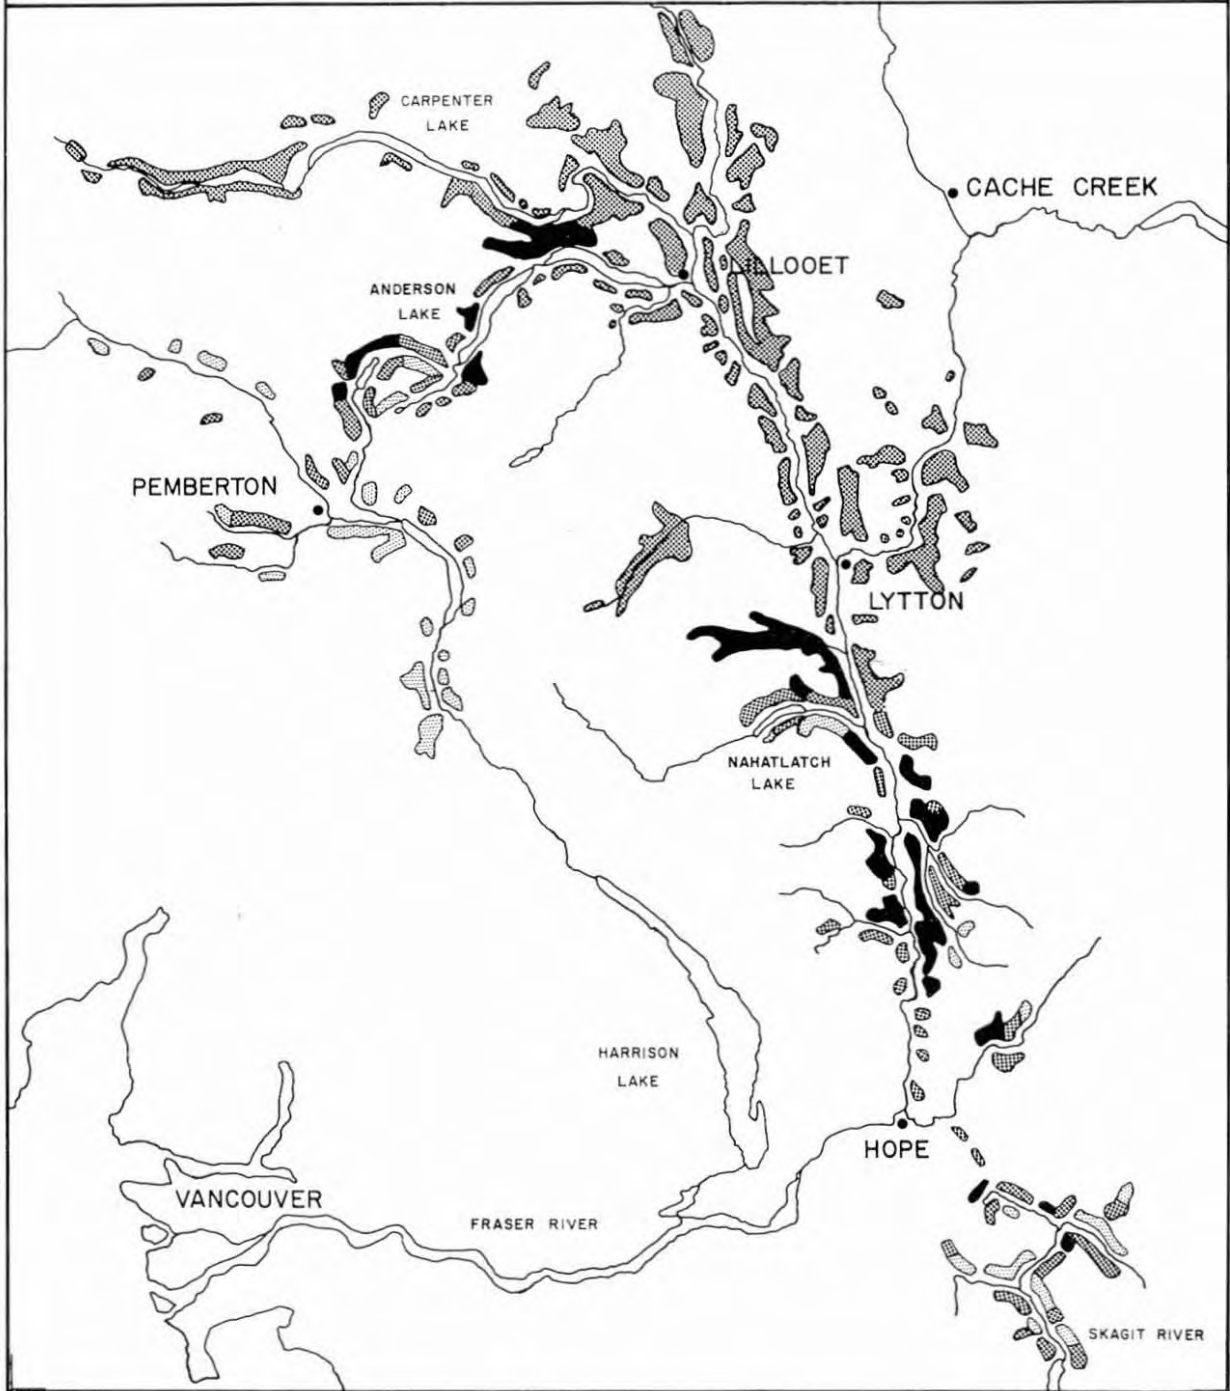 CARPENTER
LAKE
CACHE CREEK
LILLOOET
ANDERSON
LAKE
PEMBERTON
LYTTON
NAHATLATCH
LAKE
HARRISON
LAKE
HOPE
VANCOUVER
FRASER RIVER
SKAGIT RIVER